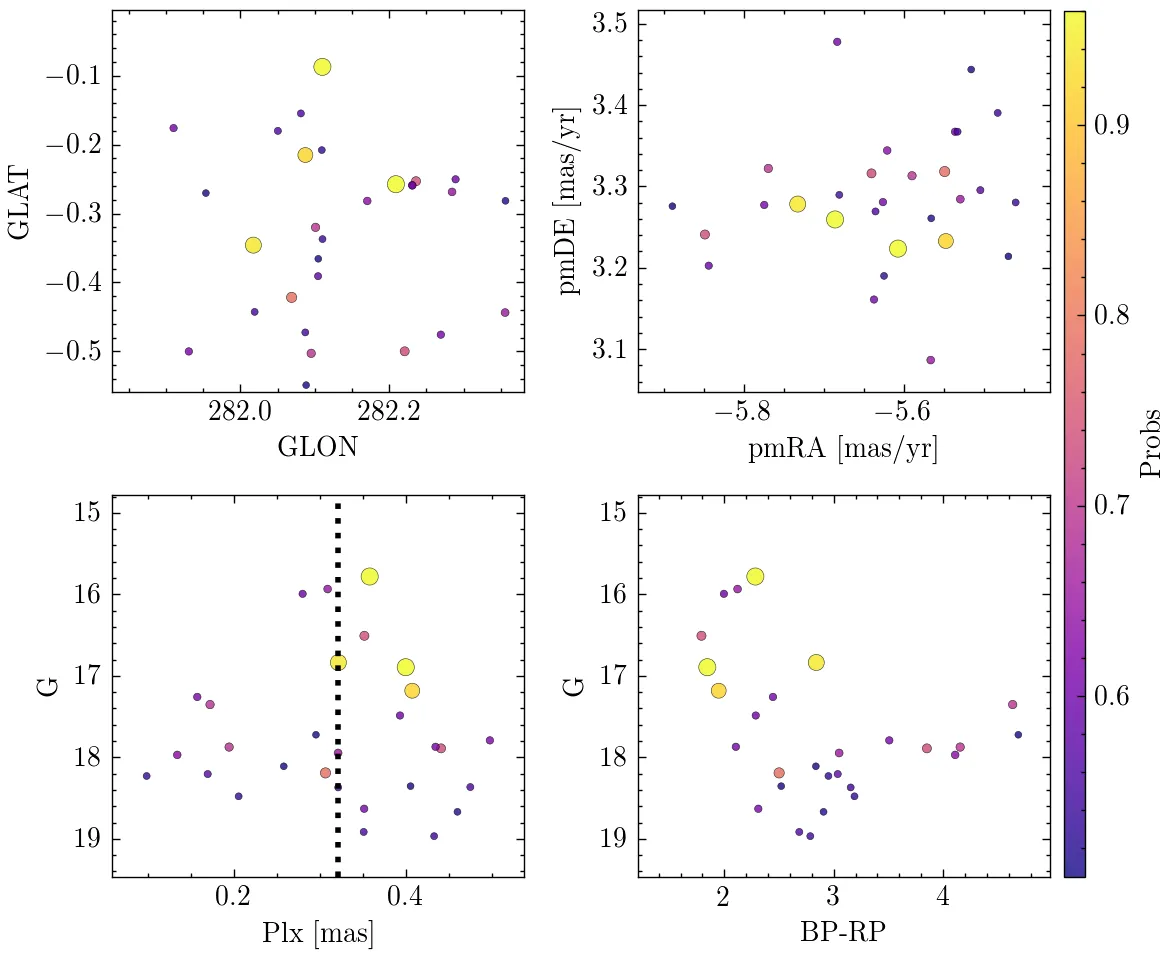 −0.1
−0.2
−0.3
−0.4
−0.5
GLAT
282.0 282.2
GLON
3.5
3.4
3.3
3.2
3.1
pmDE [mas/yr]
−5.8 −5.6
pmRA [mas/yr]
15
16
17
18
19
G
0.2 0.4
Plx [mas]
15
16
17
18
19
G
2 3 4
BP-RP
0.9
0.8
0.7
0.6
Probs